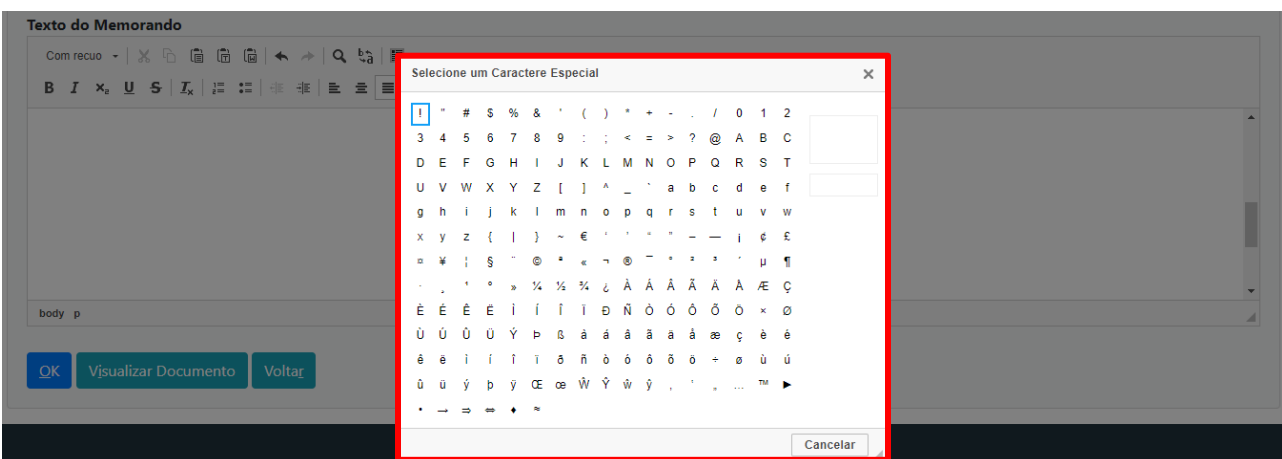 Texto do Memorando
Com recuo
Selecione um Caractere Especial
! " # $ % & ' ( ) * + - . / 0 1 2
3 4 5 6 7 8 9 : ; < = > ? @ A B C
D E F G H I J K L M N O P Q R S T
U V W X Y Z [ ] ^ _ ` a b c d e f
g h i j k l m n o p q r s t u v w
x y z { | } ~ € ‘ ’ “ ” – — ¡ ¢ £
¤ ¥ ¦ § ¨ © ª « ¬ ® ¯ ° ² ³ ´ µ ¶
· ¸ ¹ º » ¼ ½ ¾ ¿ À Á Â Ã Ä Å Æ Ç
È É Ê Ë Ì Í Î Ï Ð Ñ Ò Ó Ô Õ Ö × Ø
Ù Ú Û Ü Ý Þ ß à á â ã ä å æ ç è é
ê ë ì í î ï ð ñ ò ó ô õ ö ÷ ø ù ú
û ü ý þ ÿ Œ œ Ŵ Ŷ ŵ ŷ ‚ ‛ „ … ™ ►
• → ⇒ ⇔ ♦ ≈
Cancelar
body p
OK Visualizar Documento Voltar